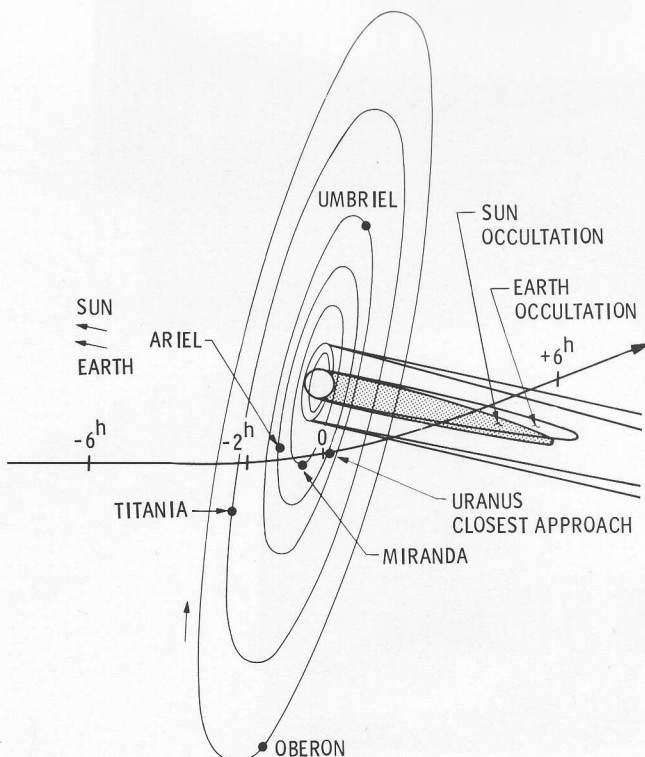 UMBRIEL
SUN
OCCULTATION
EARTH
OCCULTATION
SUN
EARTH
ARIEL
+6h
-6h
-2h
0
TITANIA
URANUS
CLOSEST APPROACH
MIRANDA
OBERON